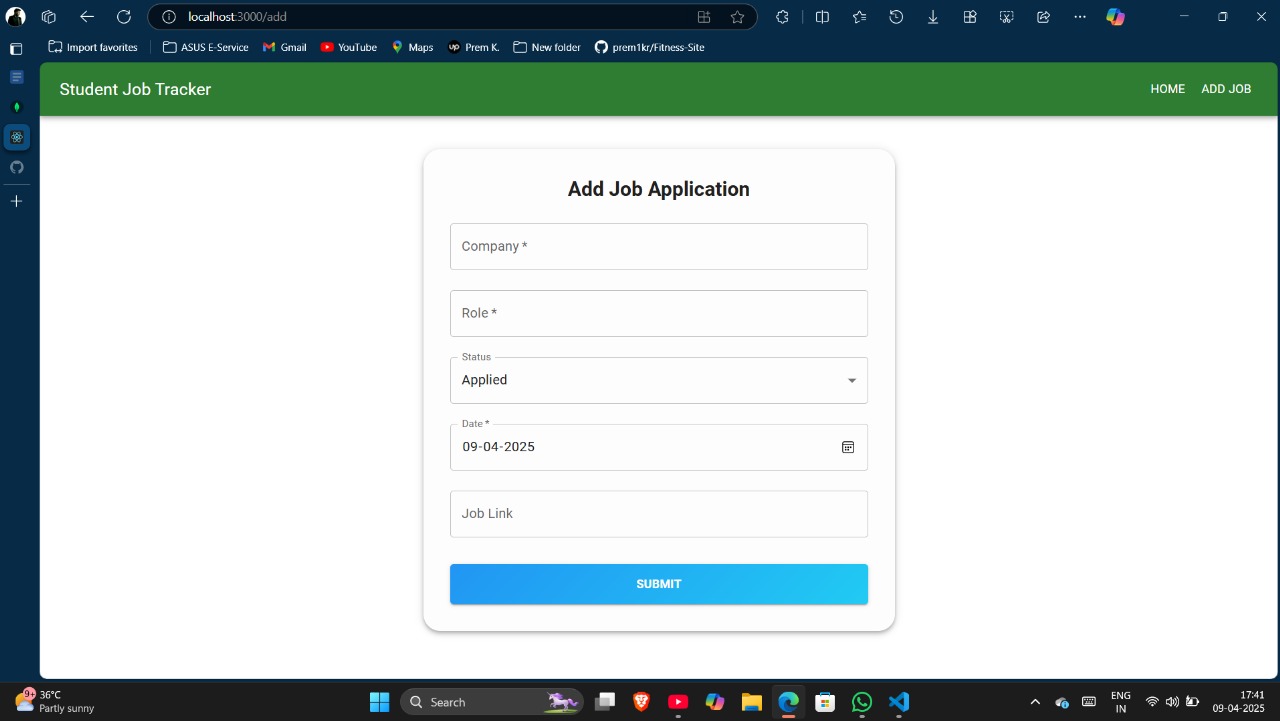 localhost:3000/add
Import favorites
ASUS E-Service
Gmail
YouTube
Maps
up
Prem K.
New folder
prem1kr/Fitness-Site
Student Job Tracker
HOME
ADD JOB
Add Job Application
Company *
Role *
Status
Applied
Date *
09-04-2025
Job Link
SUBMIT
9+
36°C
Partly sunny
Search
ENG
IN
17:41
09-04-2025